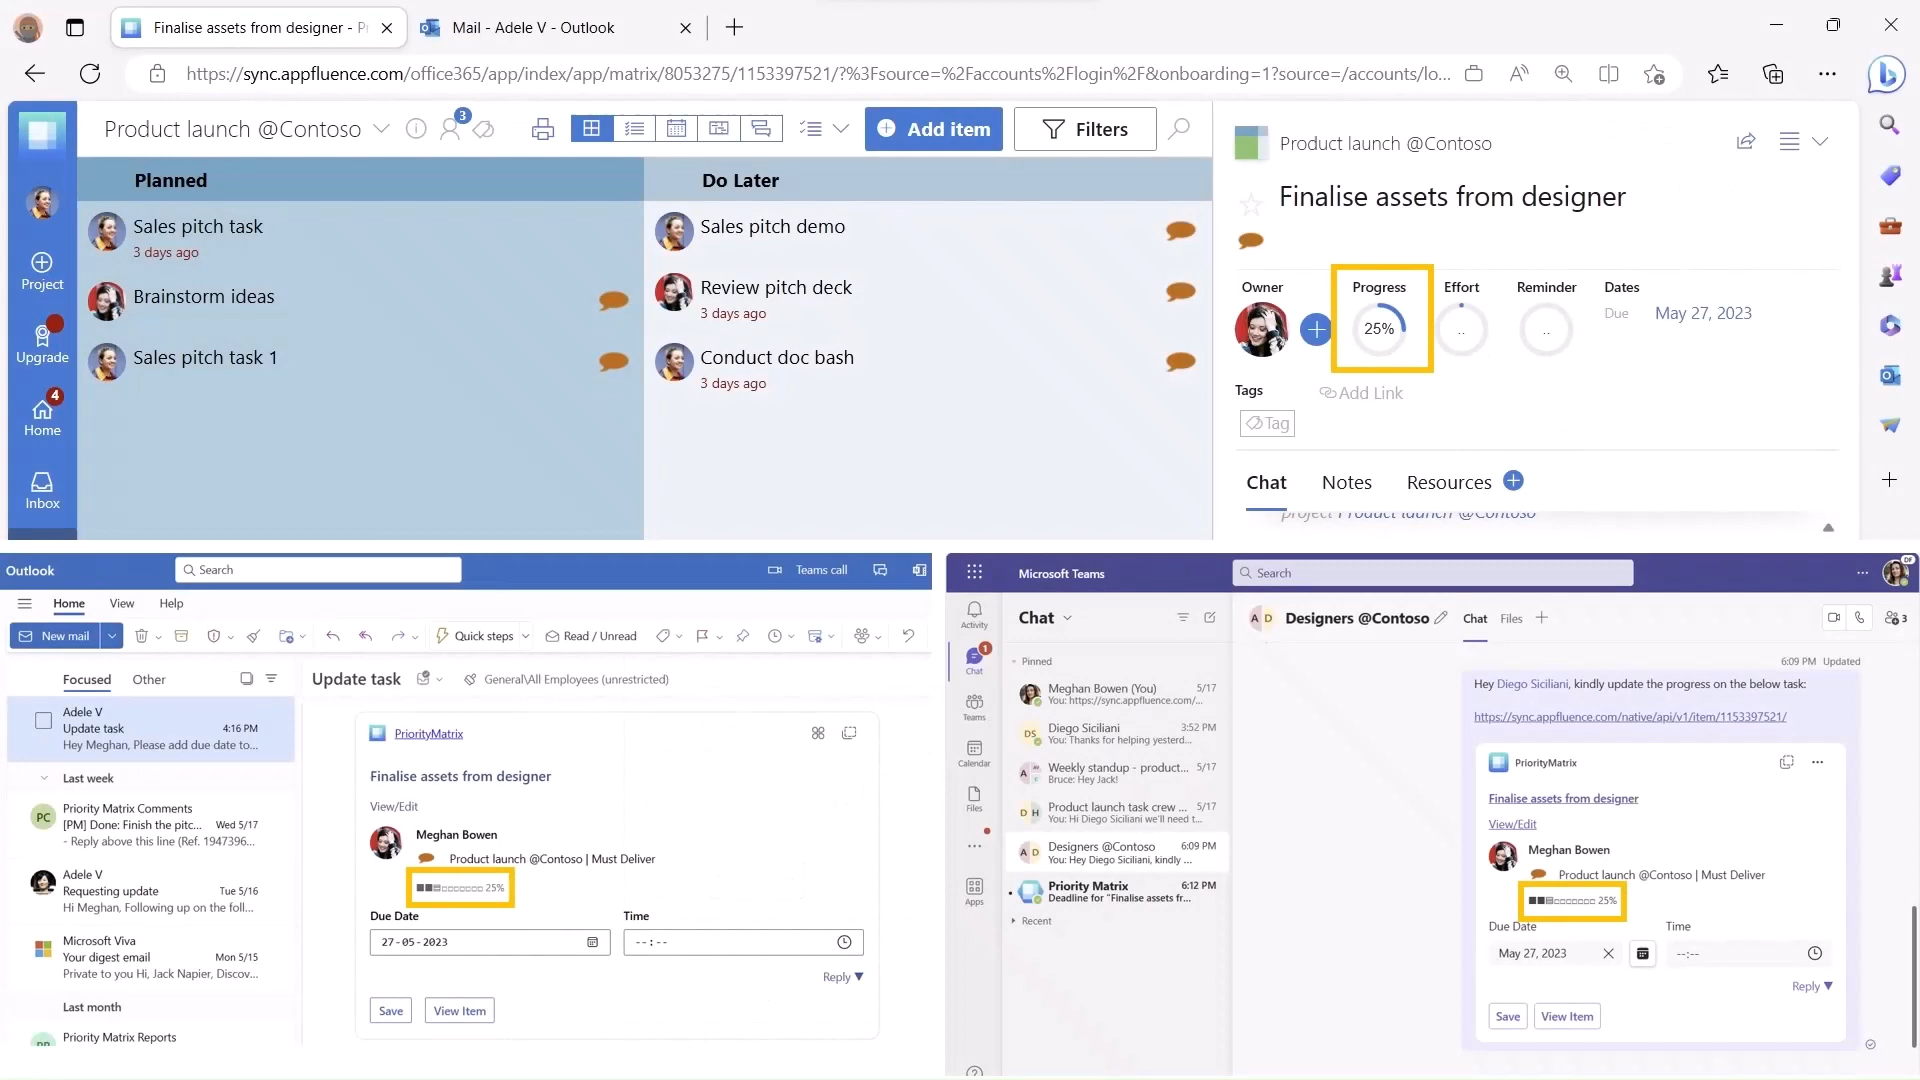 Finalise assets from designer - P
Mail - Adele V - Outlook
https://sync.appfluence.com/office365/app/index/app/matrix/8053275/1153397521/?%3Fsource=%2Faccounts%2Flogin%2F&onboarding=1?source=/accounts/lo...
Product launch @Contoso
3
Add item
Filters
Project
Upgrade
4
Home
Inbox
Planned
Sales pitch task
3 days ago
Brainstorm ideas
Sales pitch task 1
Do Later
Sales pitch demo
Review pitch deck
3 days ago
Conduct doc bash
3 days ago
Product launch @Contoso
Finalise assets from designer
Owner Progress Effort Reminder Dates
25% .. .. Due May 27, 2023
Tags
Add Link
Tag
Chat Notes Resources
project Product launch @Contoso
Outlook
Search
Teams call
Home View Help
New mail
Quick steps
Read / Unread
Focused Other
Adele V
Update task 4:16 PM
Hey Meghan, Please add due date to...
Last week
PC
Priority Matrix Comments
[PM] Done: Finish the pitc... Wed 5/17
- Reply above this line (Ref. 1947396...
Adele V
Requesting update Tue 5/16
Hi Meghan, Following up on the foll...
Microsoft Viva
Your digest email Mon 5/15
Private to you Hi, Jack Napier, Discov...
Last month
Priority Matrix Reports
Update task
General\All Employees (unrestricted)
PriorityMatrix
Finalise assets from designer
View/Edit
Meghan Bowen
Product launch @Contoso | Must Deliver
25%
Due Date Time
27-05-2023 --:--
Reply
Save View Item
Microsoft Teams
Search
DF
Activity
1
Chat
Teams
Calendar
Files
Apps
Chat
Pinned
Meghan Bowen (You) 5/17
You: https://sync.appfluence.com/...
DS
Diego Siciliani 3:52 PM
You: Thanks for helping yesterd...
Weekly standup - product... 5/17
Bruce: Hey Jack!
D H
Product launch task crew ... 5/17
You: Hi Diego Siciliani we'll need t...
A D
Designers @Contoso 6:09 PM
You: Hey Diego Siciliani, kindly ...
Priority Matrix 6:12 PM
Deadline for "Finalise assets fr...
Recent
A D
Designers @Contoso
Chat Files
3
6:09 PM Updated
Hey Diego Siciliani, kindly update the progress on the below task:
https://sync.appfluence.com/native/api/v1/item/1153397521/
PriorityMatrix
Finalise assets from designer
View/Edit
Meghan Bowen
Product launch @Contoso | Must Deliver
25%
Due Date Time
May 27, 2023 --:--
Reply
Save View Item